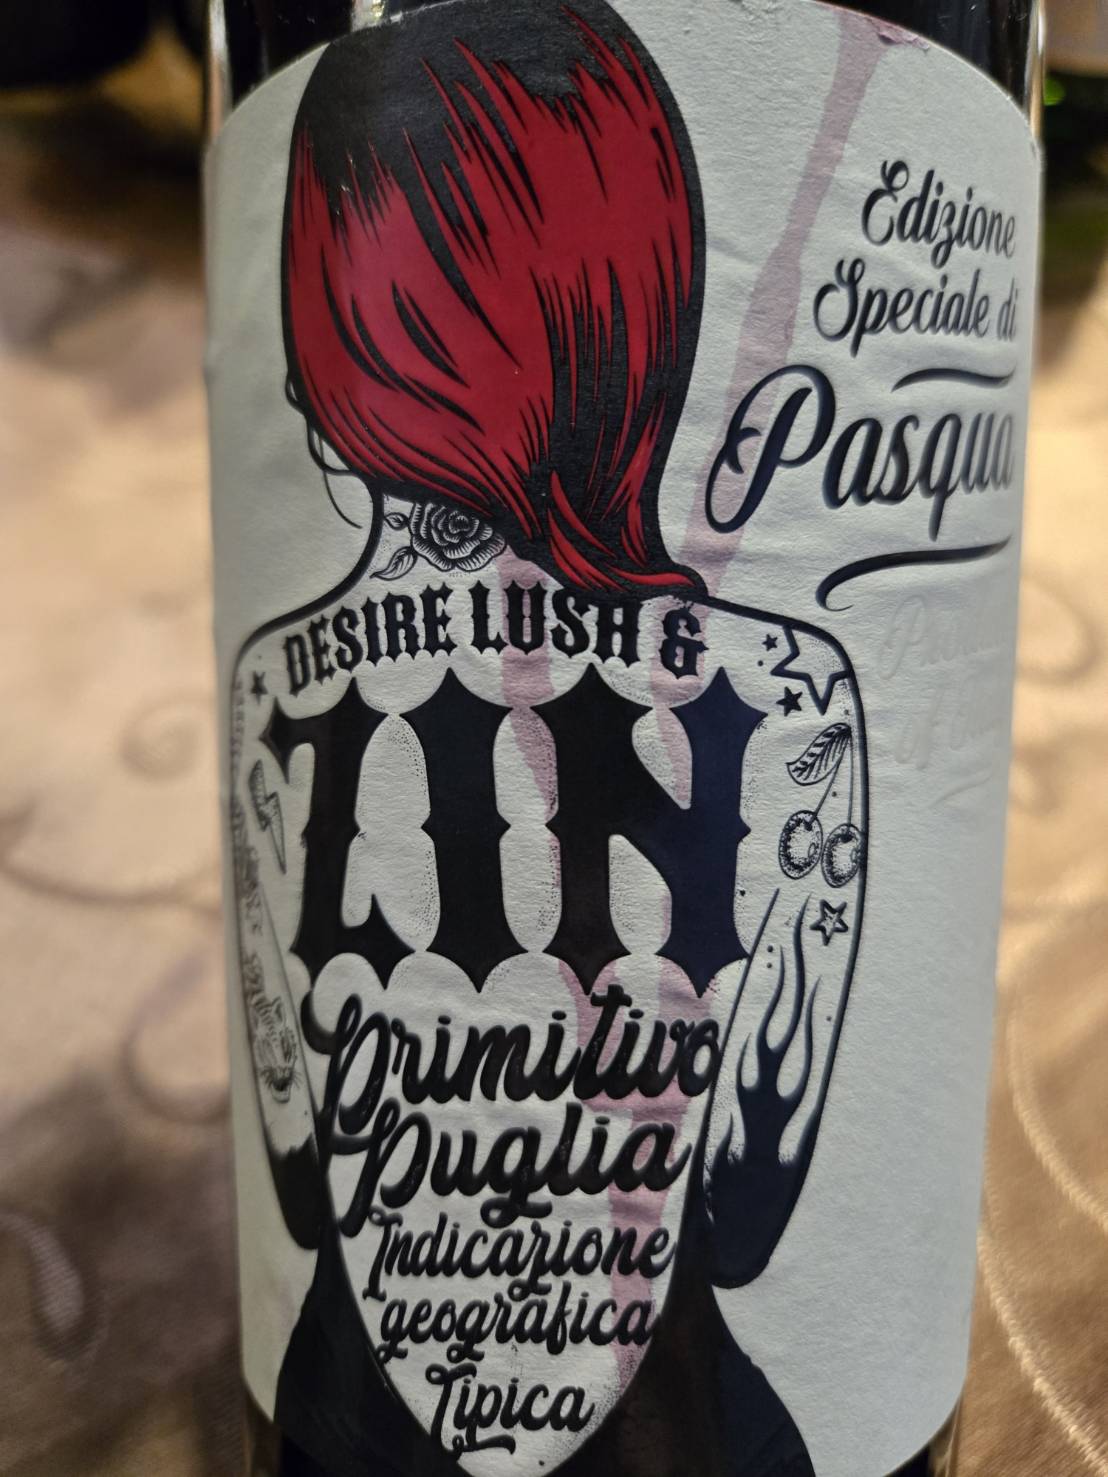 Edizione
Speciale di
Pasqua
DESIRE LUSH &
ZIN
Primitivo
Puglia
Indicazione
geografica
Tipica